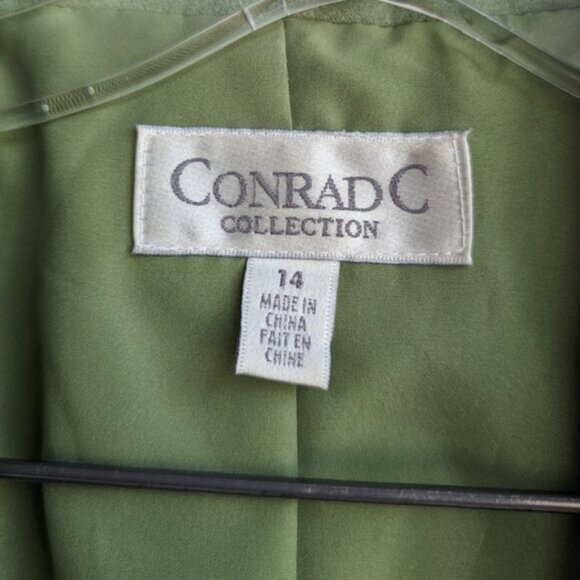 CONRAD C
COLLECTION
14
MADE IN
CHINA
FAIT EN
CHINE